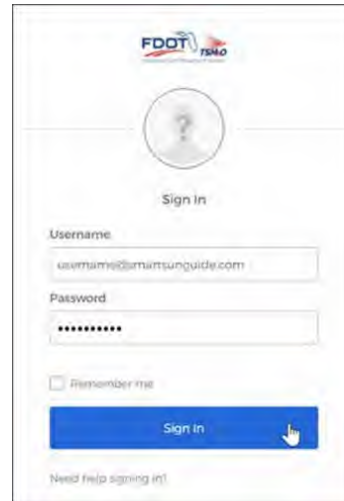 FDOT
TSM&O
?
Sign In
Username
username@smartsunguide.com
Password
••••••••••
Remember me
Sign In
Need help signing in?